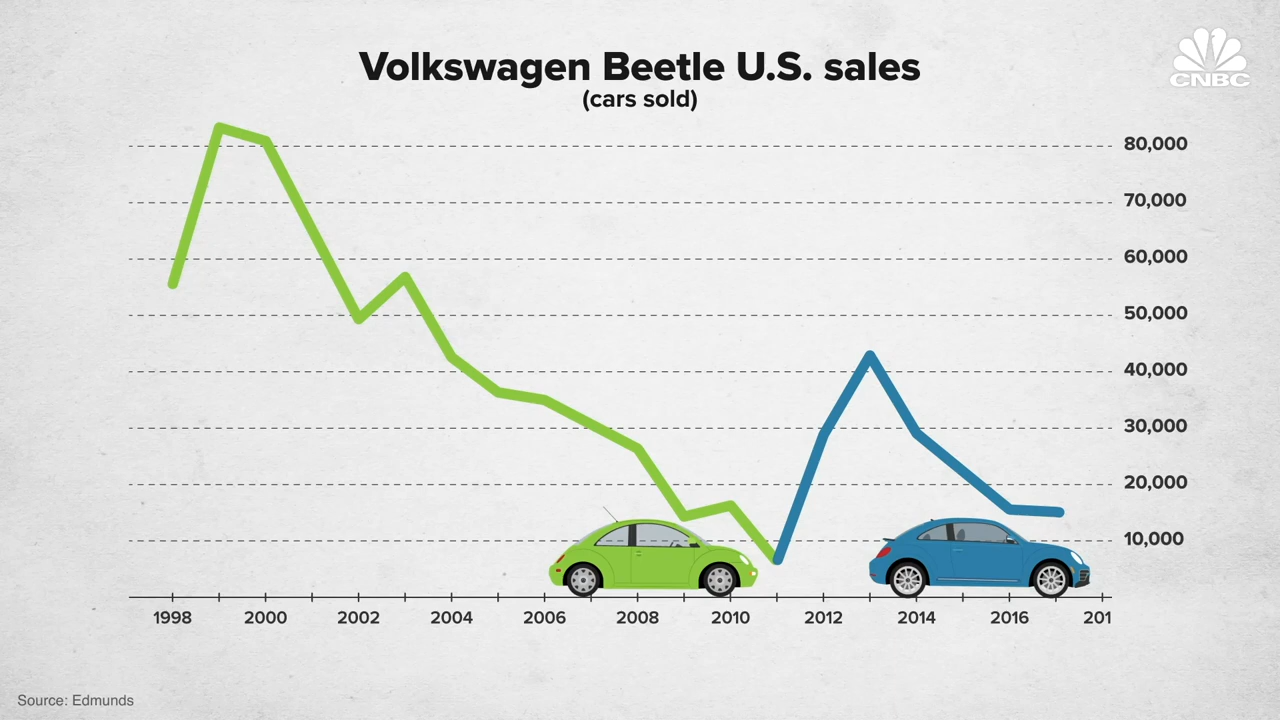 Volkswagen Beetle U.S. sales
(cars sold)
CNBC
80,000
70,000
60,000
50,000
40,000
30,000
20,000
10,000
1998 2000 2002 2004 2006 2008 2010 2012 2014 2016 201
Source: Edmunds